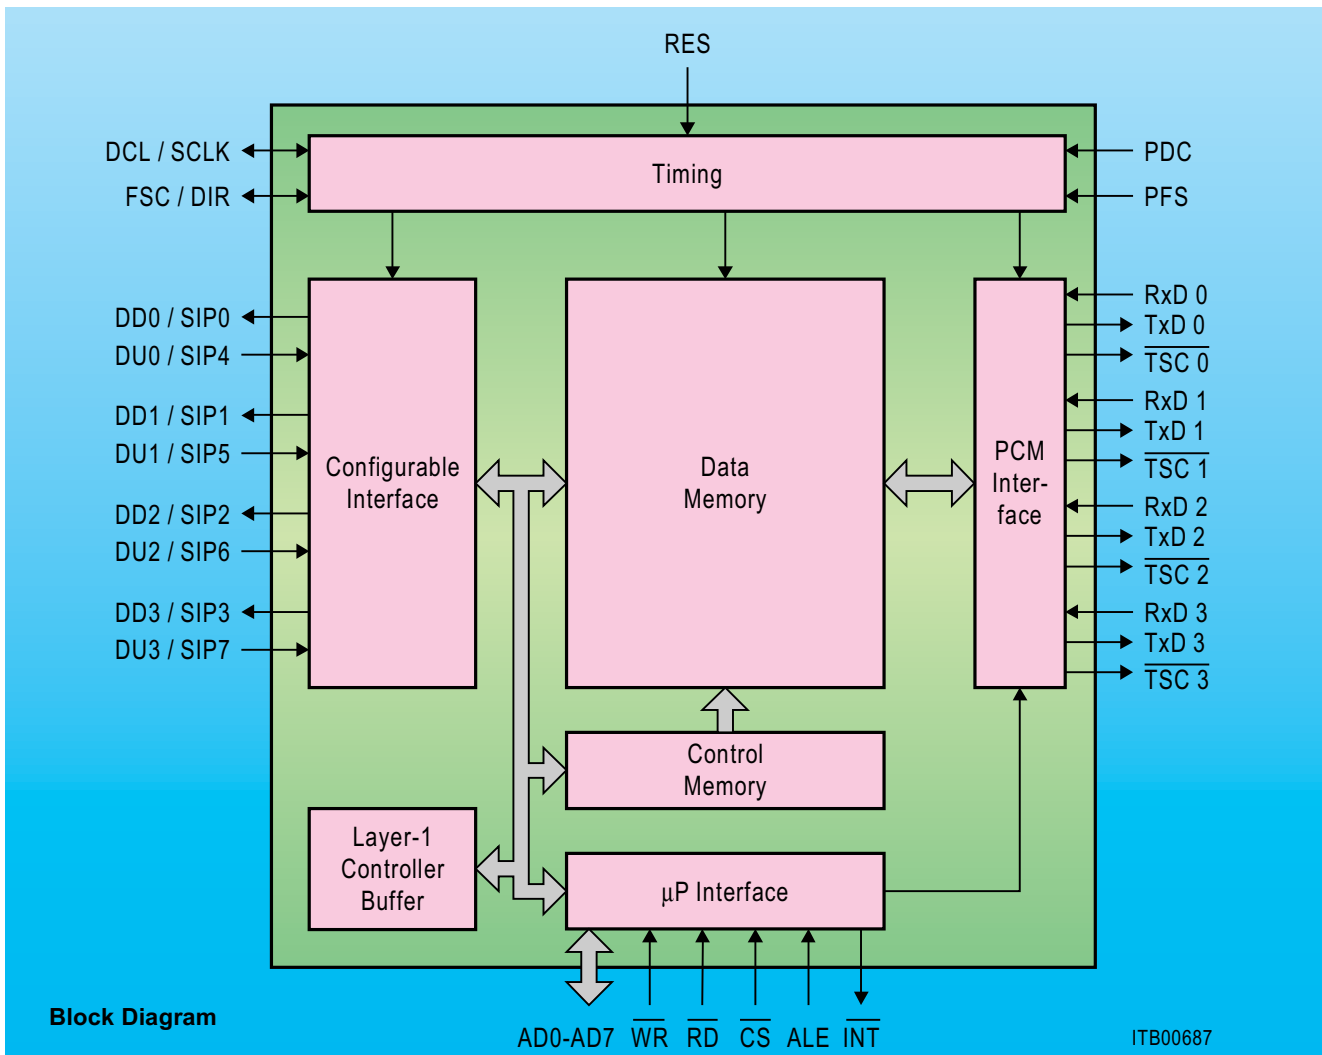 RES
DCL / SCLK
FSC / DIR
Timing
PDC
PFS
DD0 / SIP0
DU0 / SIP4
DD1 / SIP1
DU1 / SIP5
DD2 / SIP2
DU2 / SIP6
DD3 / SIP3
DU3 / SIP7
Configurable
Interface
Data
Memory
PCM
Inter-
face
RxD 0
TxD 0
TSC 0
RxD 1
TxD 1
TSC 1
RxD 2
TxD 2
TSC 2
RxD 3
TxD 3
TSC 3
Control
Memory
Layer-1
Controller
Buffer
µP Interface
AD0-AD7
WR
RD
CS
ALE
INT
Block Diagram
ITB00687